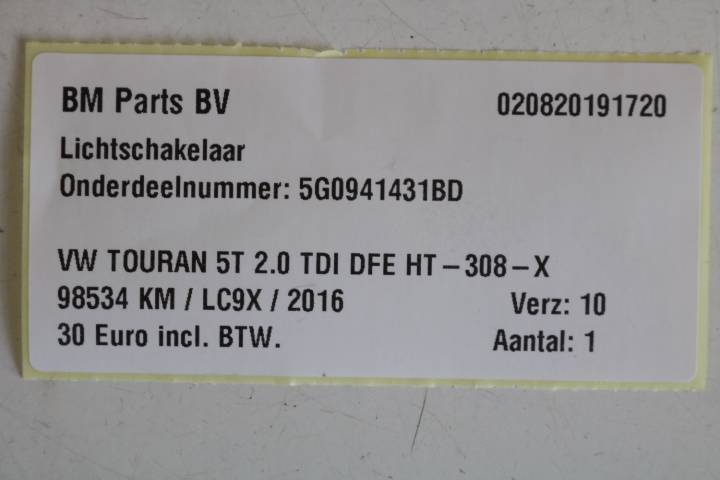 BM Parts BV 020820191720
Lichtschakelaar
Onderdeelnummer: 5G0941431BD
VW TOURAN 5T 2.0 TDI DFE HT-308-X
98534 KM / LC9X / 2016 Verz: 10
30 Euro incl. BTW. Aantal: 1